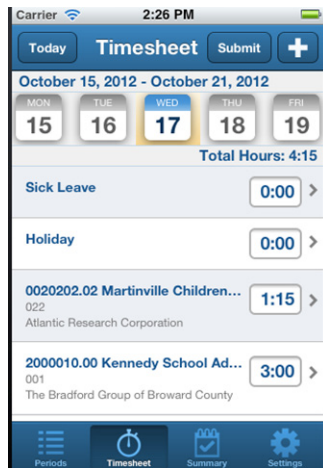 Carrier 2:26 PM
Today Timesheet Submit +
October 15, 2012 - October 21, 2012
MON TUE WED THU FRI
15 16 17 18 19
Total Hours: 4:15
Sick Leave 0:00
Holiday 0:00
0020202.02 Martinville Children... 1:15
022
Atlantic Research Corporation
2000010.00 Kennedy School Ad... 3:00
001
The Bradford Group of Broward County
Periods Timesheet Summary Settings